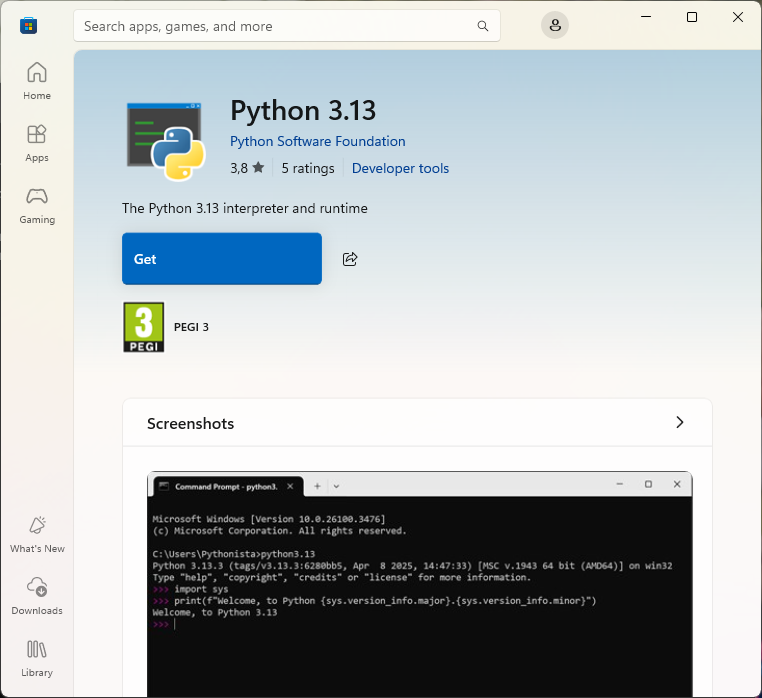 Search apps, games, and more
Home
Apps
Gaming
What's New
Downloads
Library
Python 3.13
Python Software Foundation
3,8 ★ 5 ratings Developer tools
The Python 3.13 interpreter and runtime
Get
3
PEGI
PEGI 3
Screenshots
Command Prompt - python3.
Microsoft Windows [Version 10.0.26100.3476]
(c) Microsoft Corporation. All rights reserved.
C:\Users\Pythonista>python3.13
Python 3.13.3 (tags/v3.13.3:6280bb5, Apr  8 2025, 14:47:33) [MSC v.1943 64 bit (AMD64)] on win32
Type "help", "copyright", "credits" or "license" for more information.
>>> import sys
>>> print(f"Welcome, to Python {sys.version_info.major}.{sys.version_info.minor}")
Welcome, to Python 3.13
>>>